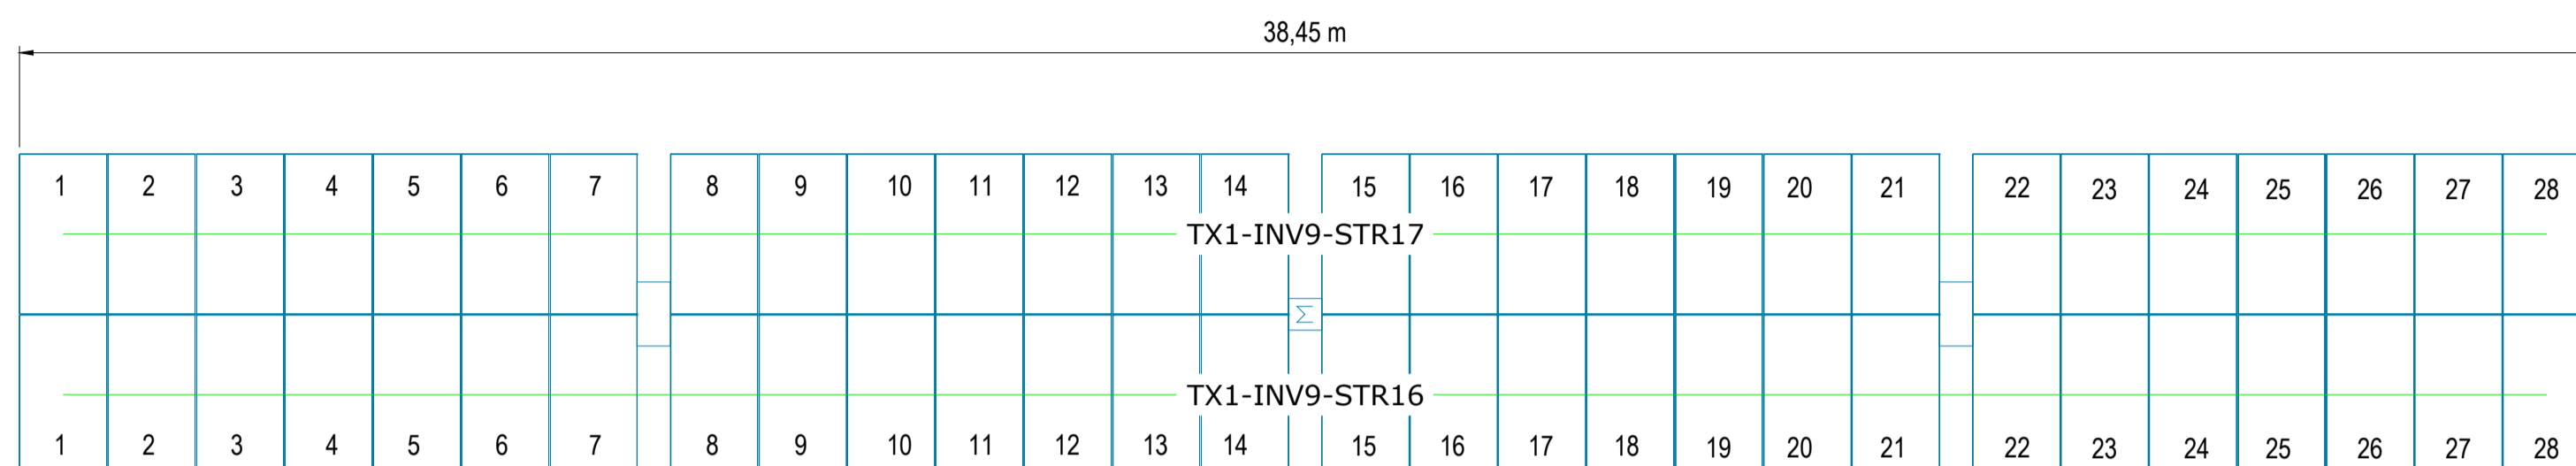 38,45 m
1 2 3 4 5 6 7 8 9 10 11 12 13 14 15 16 17 18 19 20 21 22 23 24 25 26 27 28
TX1-INV9-STR17
Σ
TX1-INV9-STR16
1 2 3 4 5 6 7 8 9 10 11 12 13 14 15 16 17 18 19 20 21 22 23 24 25 26 27 28